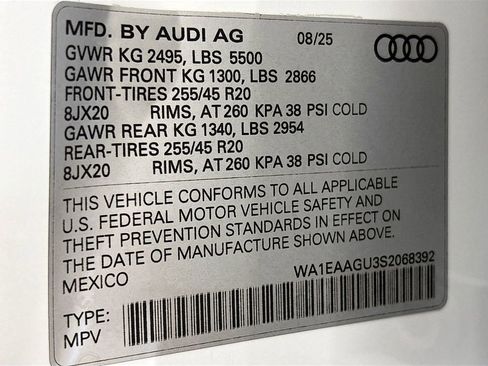 MFD. BY AUDI AG 08/25
GVWR KG 2495, LBS 5500
GAWR FRONT KG 1300, LBS 2866
FRONT-TIRES 255/45 R20
8JX20 RIMS, AT 260 KPA 38 PSI COLD
GAWR REAR KG 1340, LBS 2954
REAR-TIRES 255/45 R20
8JX20 RIMS, AT 260 KPA 38 PSI COLD
THIS VEHICLE CONFORMS TO ALL APPLICABLE
U.S. FEDERAL MOTOR VEHICLE SAFETY AND
THEFT PREVENTION STANDARDS IN EFFECT ON
THE DATE OF MANUFACTURE SHOWN ABOVE.
MEXICO WA1EAAGU3S2068392
TYPE:
MPV